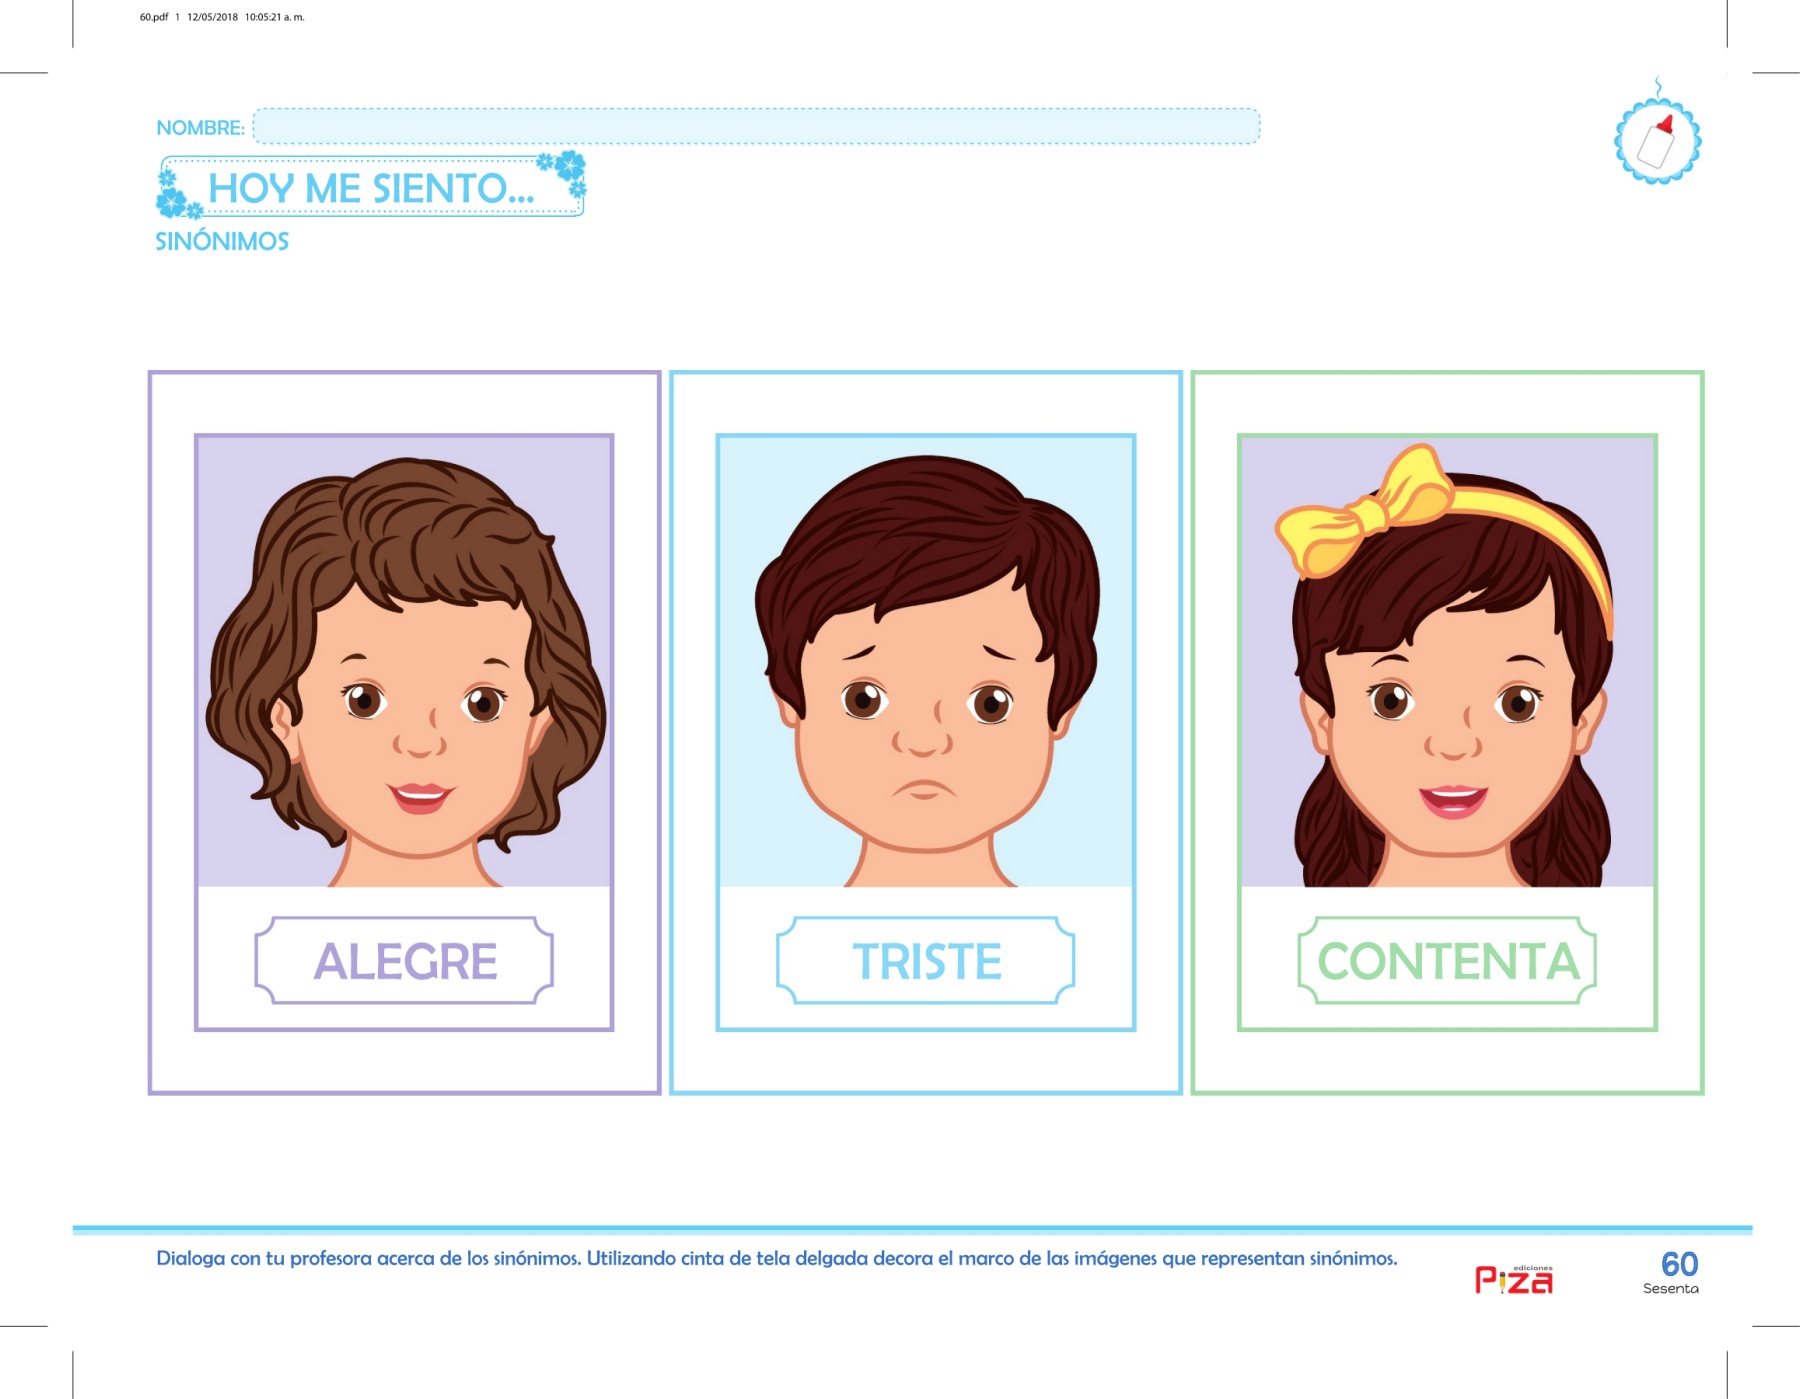 60.pdf 1 12/05/2018 10:05:21 a. m.
NOMBRE:
HOY ME SIENTO...
SINÓNIMOS
ALEGRE
TRISTE
CONTENTA
Dialoga con tu profesora acerca de los sinónimos. Utilizando cinta de tela delgada decora el marco de las imágenes que representan sinónimos.
ediciones
Piza
60
Sesenta